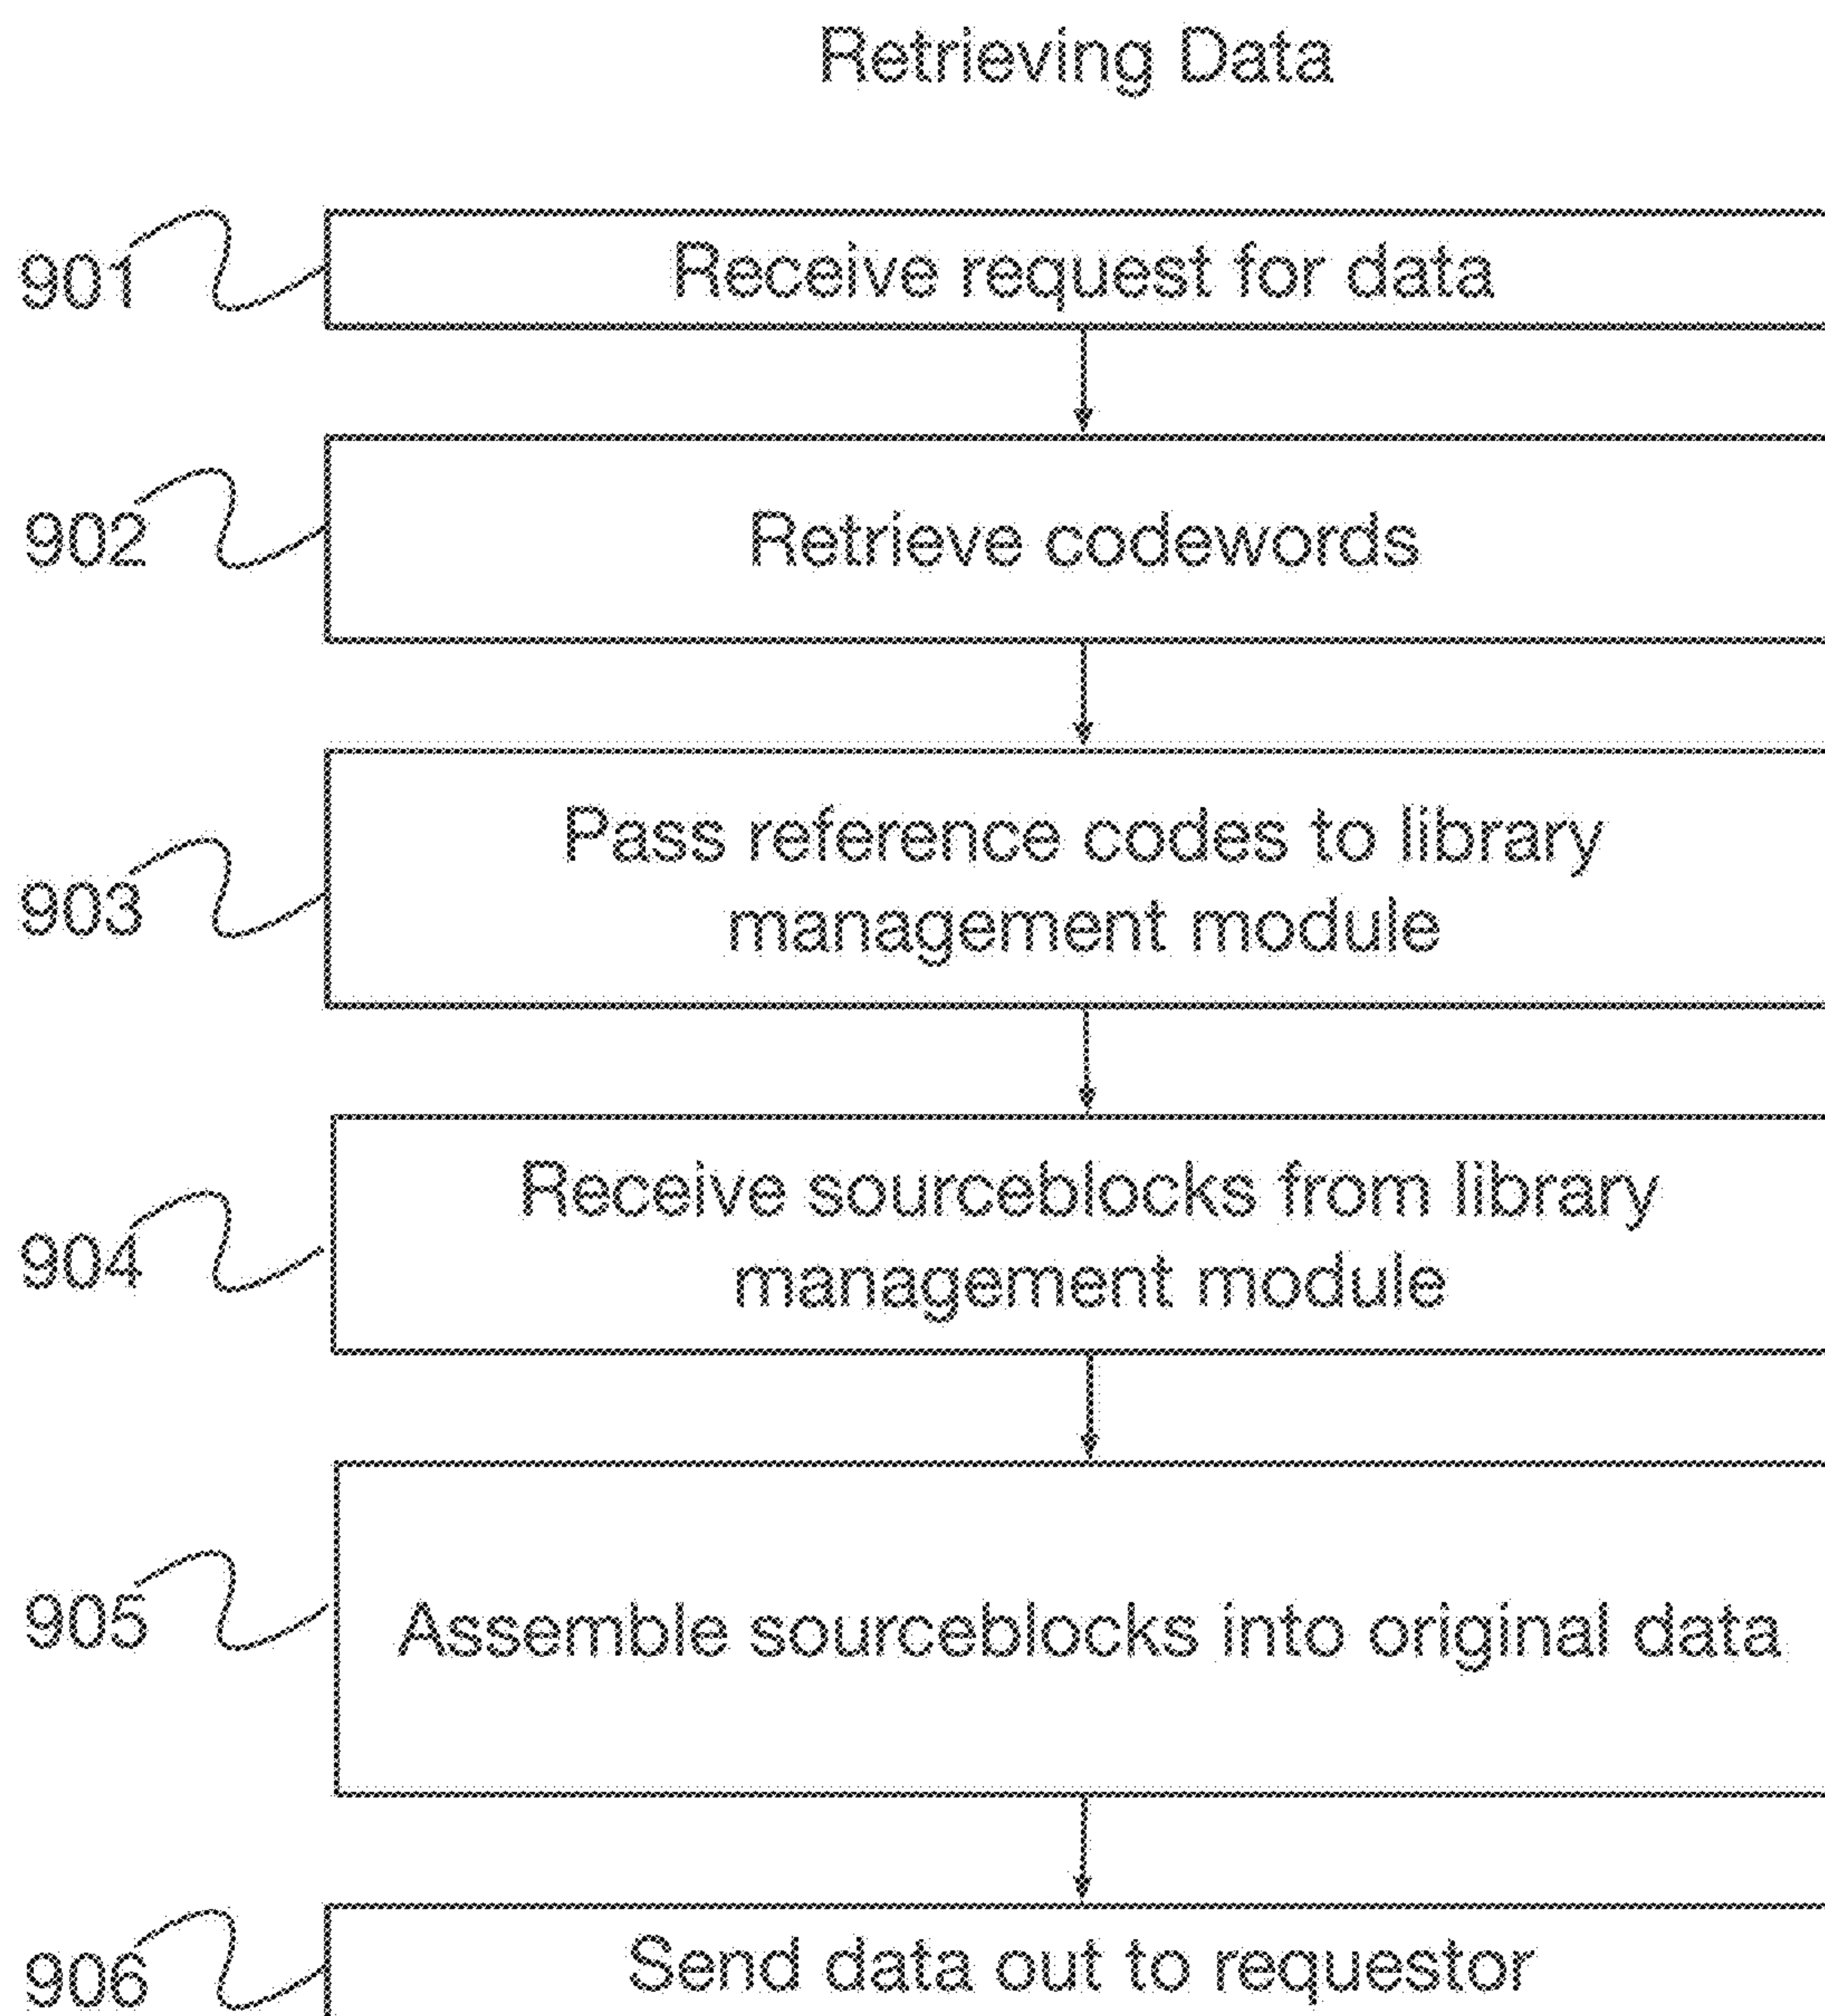 Retrieving Data
901
Receive request for data
902
Retrieve codewords
903
Pass reference codes to library
management module
904
Receive sourceblocks from library
management module
905
Assemble sourceblocks into original data
906
Send data out to requestor